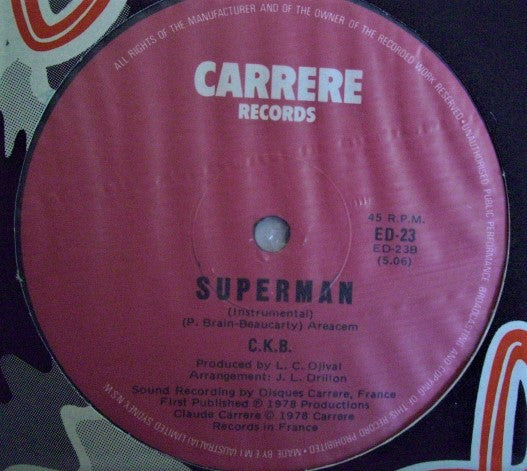 ALL RIGHTS OF THE MANUFACTURER AND OF THE OWNER OF THE RECORDED WORK RESERVED • UNAUTHORISED PUBLIC PERFORMANCE BROADCASTING AND COPYING OF THIS RECORD PROHIBITED • MADE BY E M I (AUSTRALIA) LIMITED SYDNEY N.S.W.
CARRERE
RECORDS
45 R.P.M.
ED-23
ED-23B
(5.06)
SUPERMAN
(Instrumental)
(P. Brain-Beaucarty) Areacem
C.K.B.
Produced by L. C. Ojival
Arrangement: J. L. Drillon
Sound Recording by Disques Carrere, France
First Published ℗ 1978 Productions
Claude Carrere © 1978 Carrere
Records in France